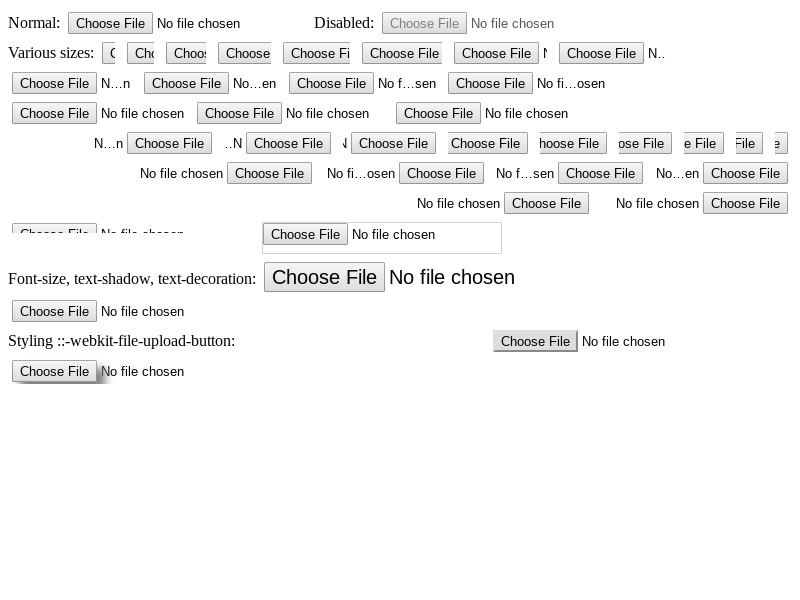 Normal: Choose File No file chosen Disabled: Choose File No file chosen
Various sizes: Cho Choos Choose Choose Fi Choose File Choose File Choose File N..
Choose File N…n Choose File No…en Choose File No f…sen Choose File No fi…osen
Choose File No file chosen Choose File No file chosen Choose File No file chosen
N…n Choose File ..N Choose File Choose File Choose File hoose File ose File e File File e
No file chosen Choose File No fi…osen Choose File No f…sen Choose File No…en Choose File
No file chosen Choose File No file chosen Choose File
Choose File No file chosen Choose File No file chosen
Font-size, text-shadow, text-decoration: Choose File No file chosen
Choose File No file chosen
Styling ::-webkit-file-upload-button: Choose File No file chosen
Choose File No file chosen